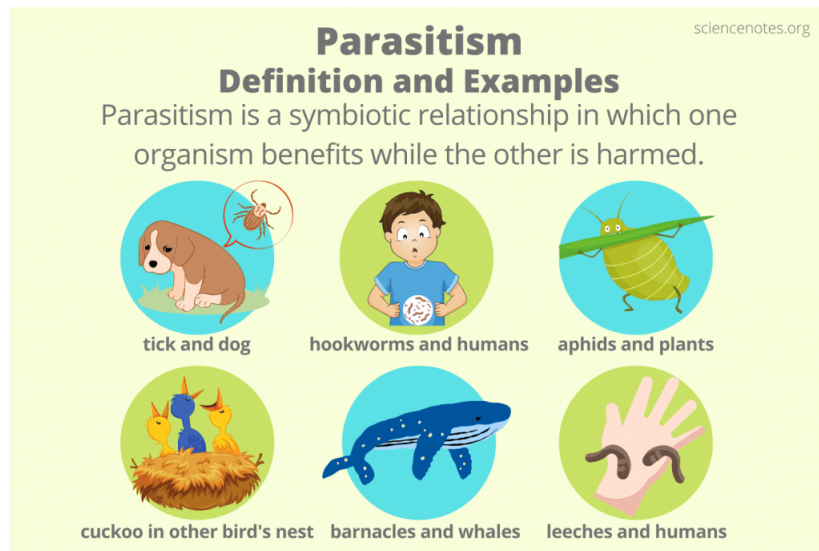 sciencenotes.org
Parasitism
Definition and Examples
Parasitism is a symbiotic relationship in which one
organism benefits while the other is harmed.
tick and dog
hookworms and humans
aphids and plants
cuckoo in other bird's nest
barnacles and whales
leeches and humans